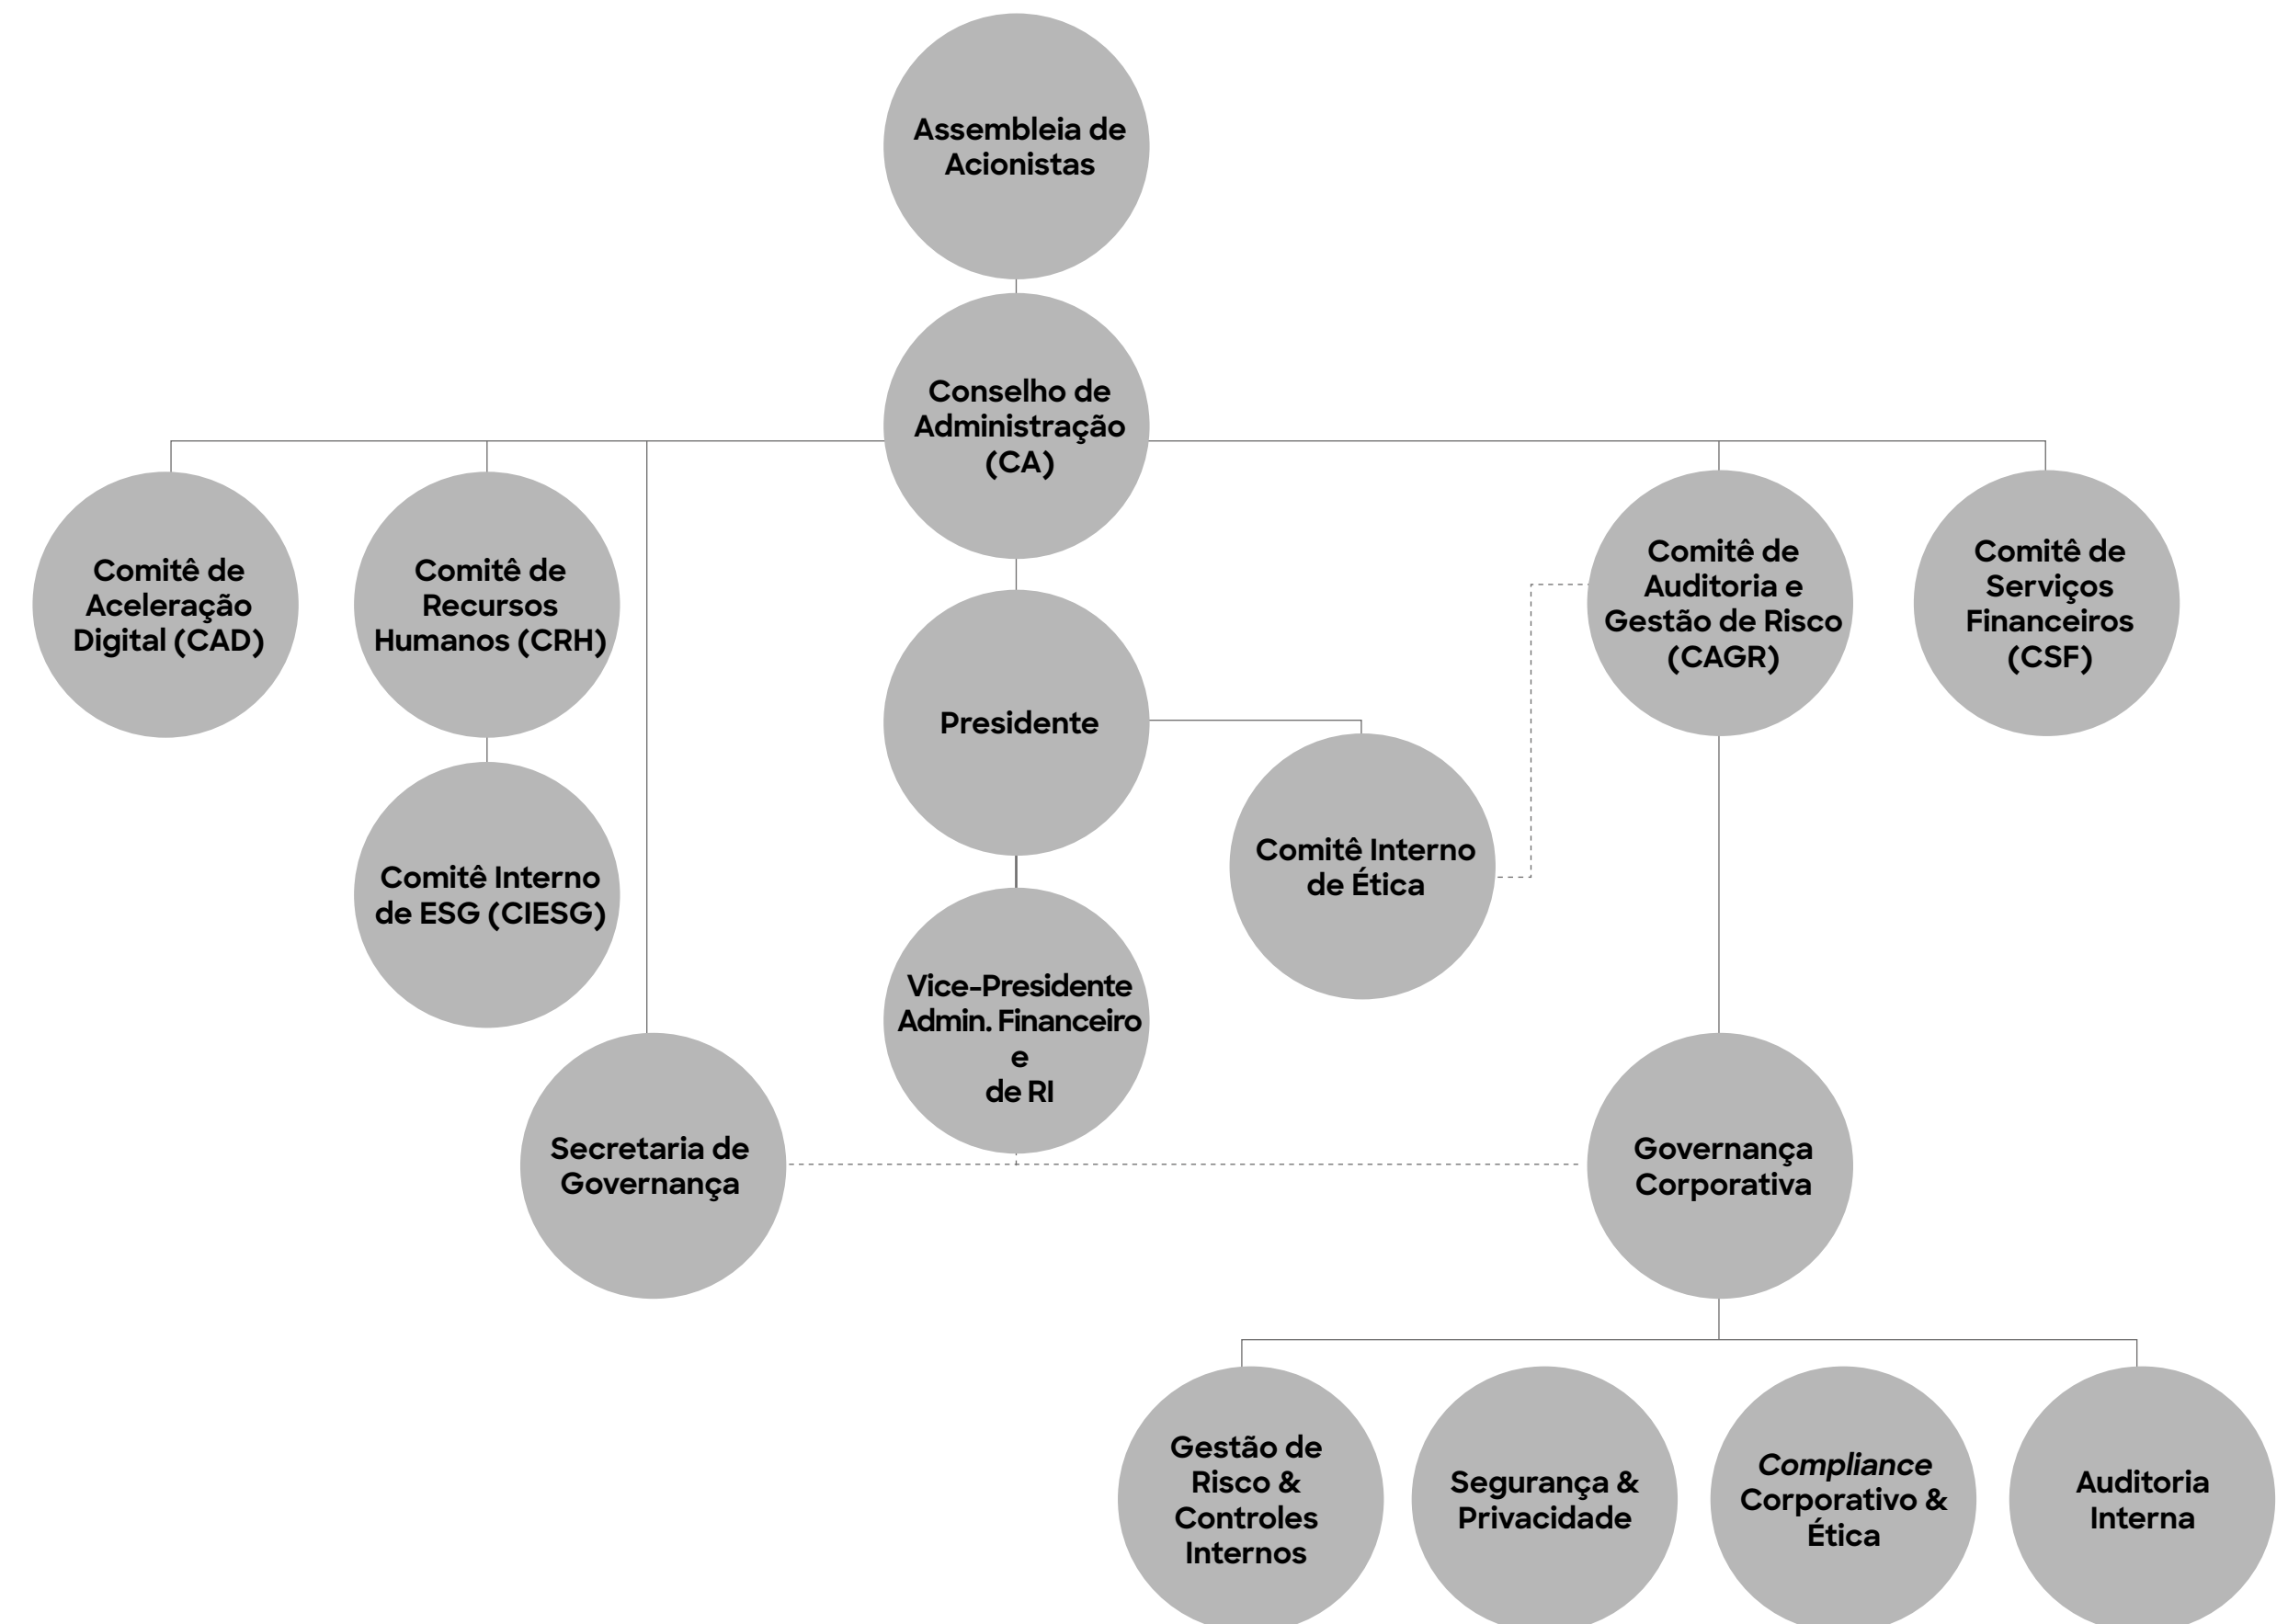 Assembleia de
Acionistas
Conselho de
Administração
(CA)
Comitê de
Aceleração
Digital (CAD)
Comitê de
Recursos
Humanos (CRH)
Comitê de
Auditoria e
Gestão de Risco
(CAGR)
Comitê de
Serviços
Financeiros
(CSF)
Presidente
Comitê Interno
de Ética
Comitê Interno
de ESG (CIESG)
Vice-Presidente
Admin. Financeiro
e
de RI
Secretaria de
Governança
Governança
Corporativa
Gestão de
Risco &
Controles
Internos
Segurança &
Privacidade
Compliance
Corporativo &
Ética
Auditoria
Interna